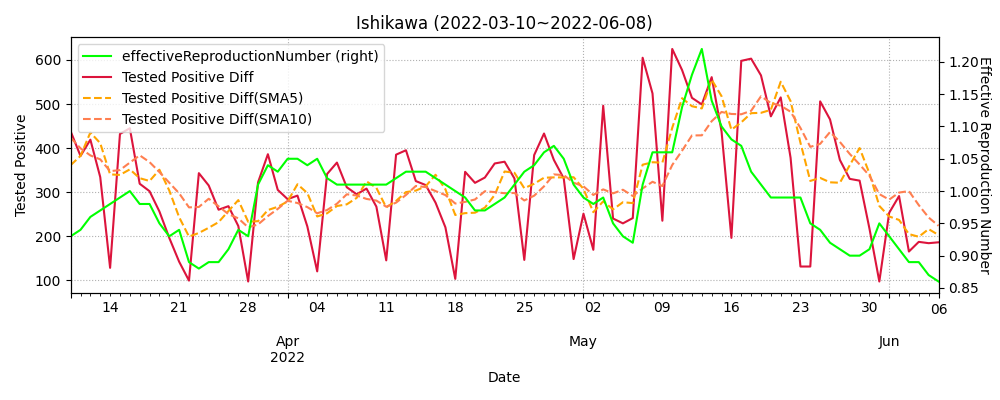 Ishikawa (2022-03-10~2022-06-08)
effectiveReproductionNumber (right)
Tested Positive Diff
Tested Positive Diff(SMA5)
Tested Positive Diff(SMA10)
Tested Positive
600
500
400
300
200
100
1.20
1.15
1.10
1.05
1.00
0.95
0.90
0.85
Effective Reproduction Number
14 21 28 04 11 18 25 02 09 16 23 30 06
Apr May Jun
2022
Date